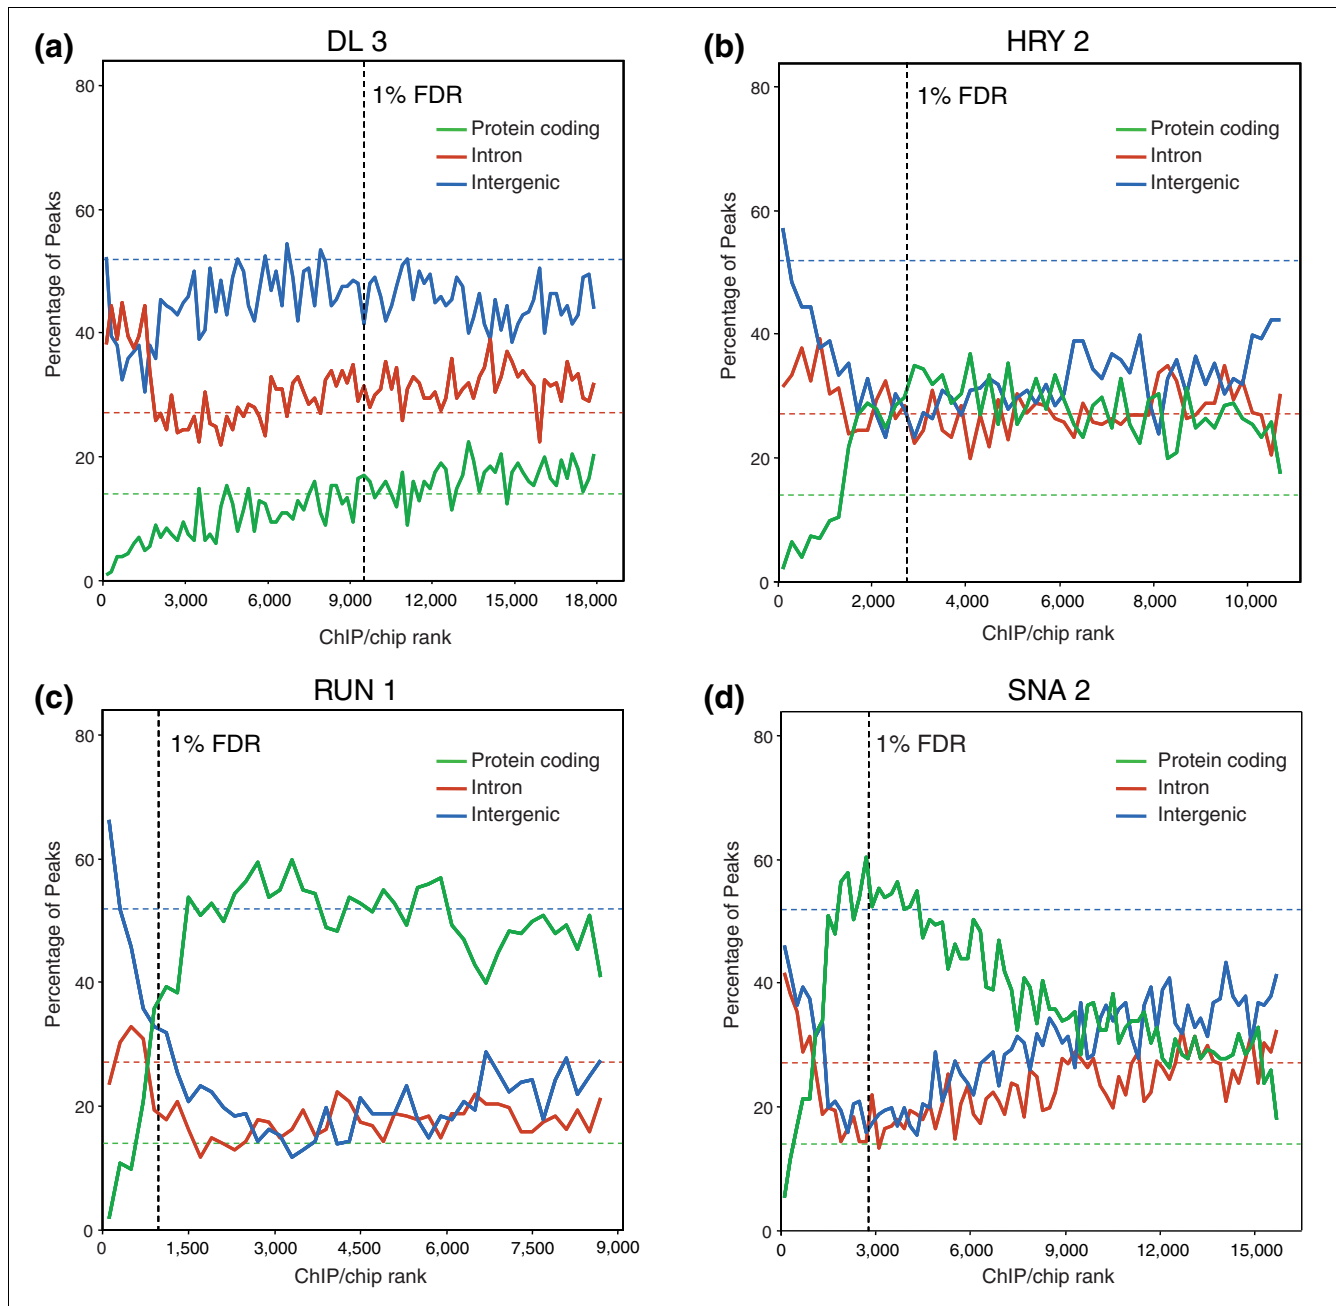 (a)
DL 3
80
60
40
20
0
Percentage of Peaks
1% FDR
Protein coding
Intron
Intergenic
0 3,000 6,000 9,000 12,000 15,000 18,000
ChIP/chip rank
(b)
HRY 2
80
60
40
20
0
Percentage of Peaks
1% FDR
Protein coding
Intron
Intergenic
0 2,000 4,000 6,000 8,000 10,000
ChIP/chip rank
(c)
RUN 1
80
60
40
20
0
Percentage of Peaks
1% FDR
Protein coding
Intron
Intergenic
0 1,500 3,000 4,500 6,000 7,500 9,000
ChIP/chip rank
(d)
SNA 2
80
60
40
20
0
Percentage of Peaks
1% FDR
Protein coding
Intron
Intergenic
0 3,000 6,000 9,000 12,000 15,000
ChIP/chip rank